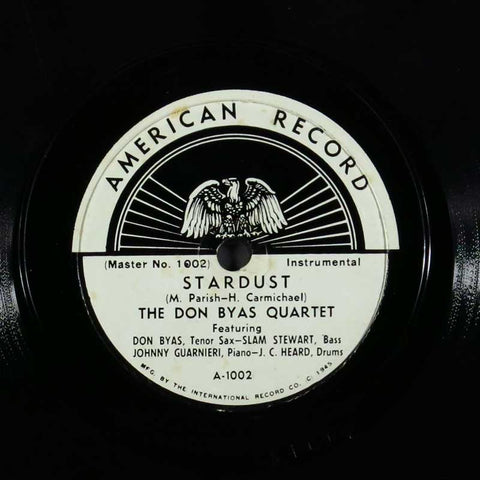 AMERICAN RECORD
(Master No. 1002) Instrumental
STARDUST
(M. Parish-H. Carmichael)
THE DON BYAS QUARTET
Featuring
DON BYAS, Tenor Sax-SLAM STEWART, Bass
JOHNNY GUARNIERI, Piano-J. C. HEARD, Drums
A-1002
MFG. BY THE INTERNATIONAL RECORD CO. C. 1945